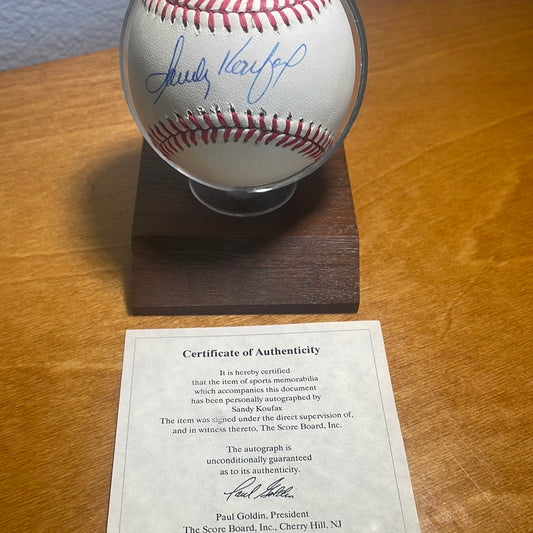 Sandy Koufax
Certificate of Authenticity
It is hereby certified
that the item of sports memorabilia
which accompanies this document
has been personally autographed by
Sandy Koufax
The item was signed under the direct supervision of,
and in witness thereto, The Score Board, Inc.
The autograph is
unconditionally guaranteed
as to its authenticity.
Paul Goldin
Paul Goldin, President
The Score Board, Inc., Cherry Hill, NJ